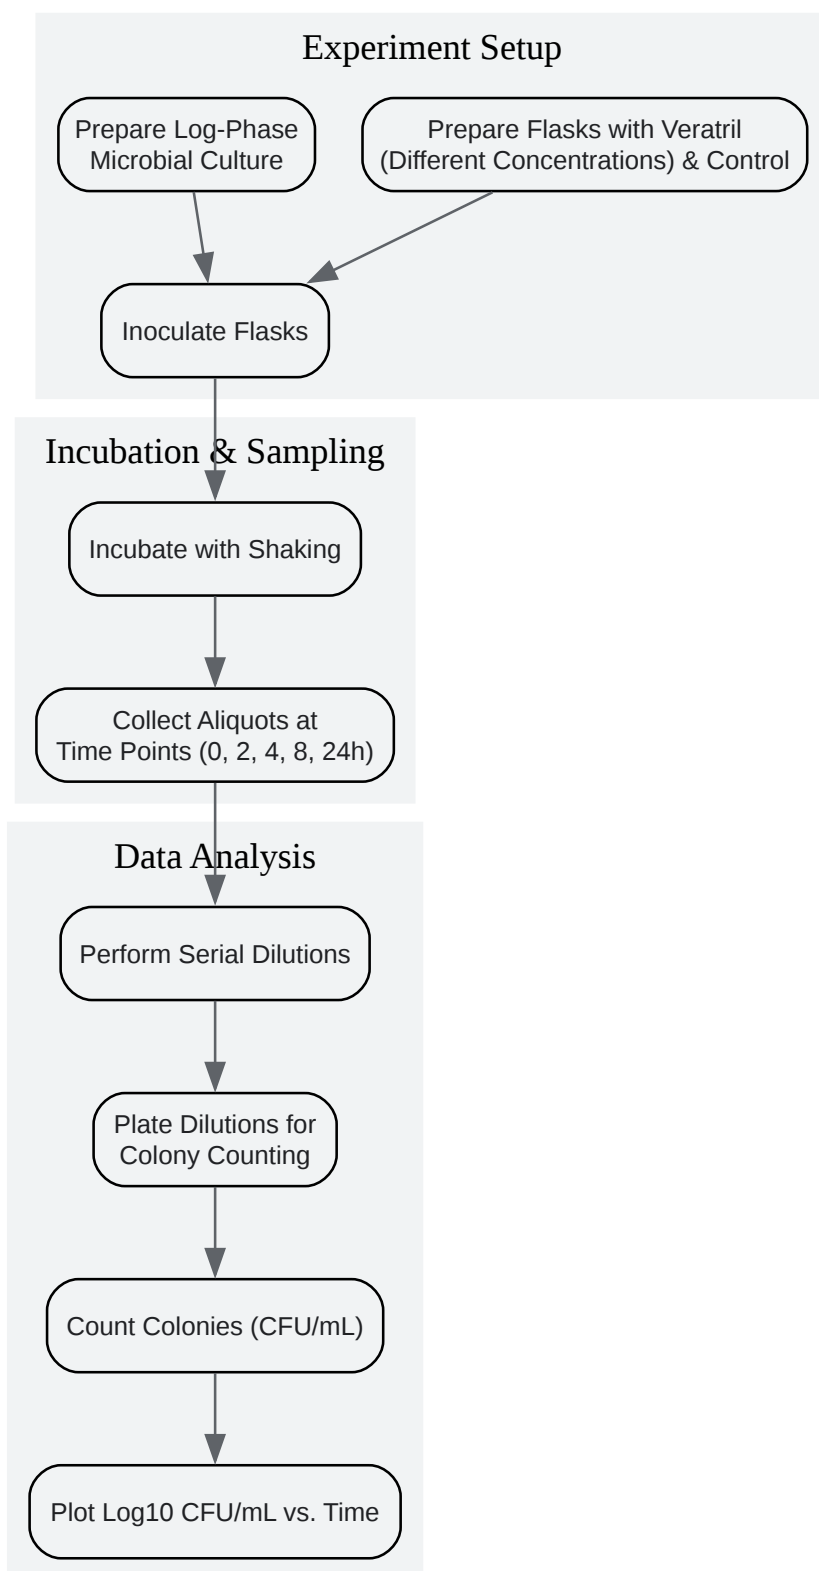 Experiment Setup
Prepare Log-Phase
Microbial Culture
Prepare Flasks with Veratril
(Different Concentrations) & Control
Inoculate Flasks
Incubation & Sampling
Incubate with Shaking
Collect Aliquots at
Time Points (0, 2, 4, 8, 24h)
Data Analysis
Perform Serial Dilutions
Plate Dilutions for
Colony Counting
Count Colonies (CFU/mL)
Plot Log10 CFU/mL vs. Time